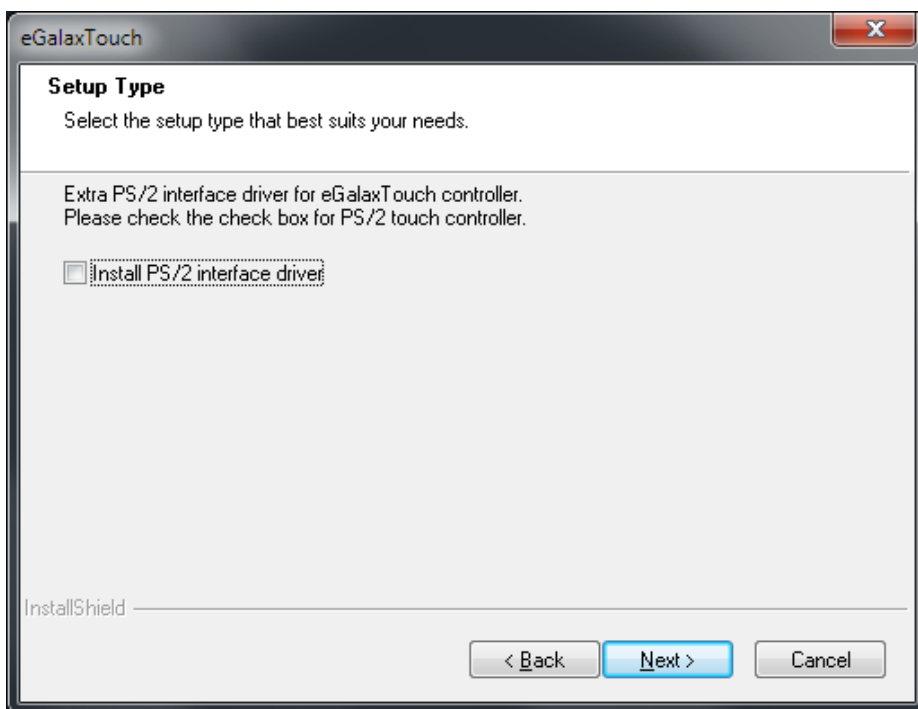 eGalaxTouch
Setup Type
Select the setup type that best suits your needs.
Extra PS/2 interface driver for eGalaxTouch controller.
Please check the check box for PS/2 touch controller.
Install PS/2 interface driver
InstallShield
< Back Next > Cancel